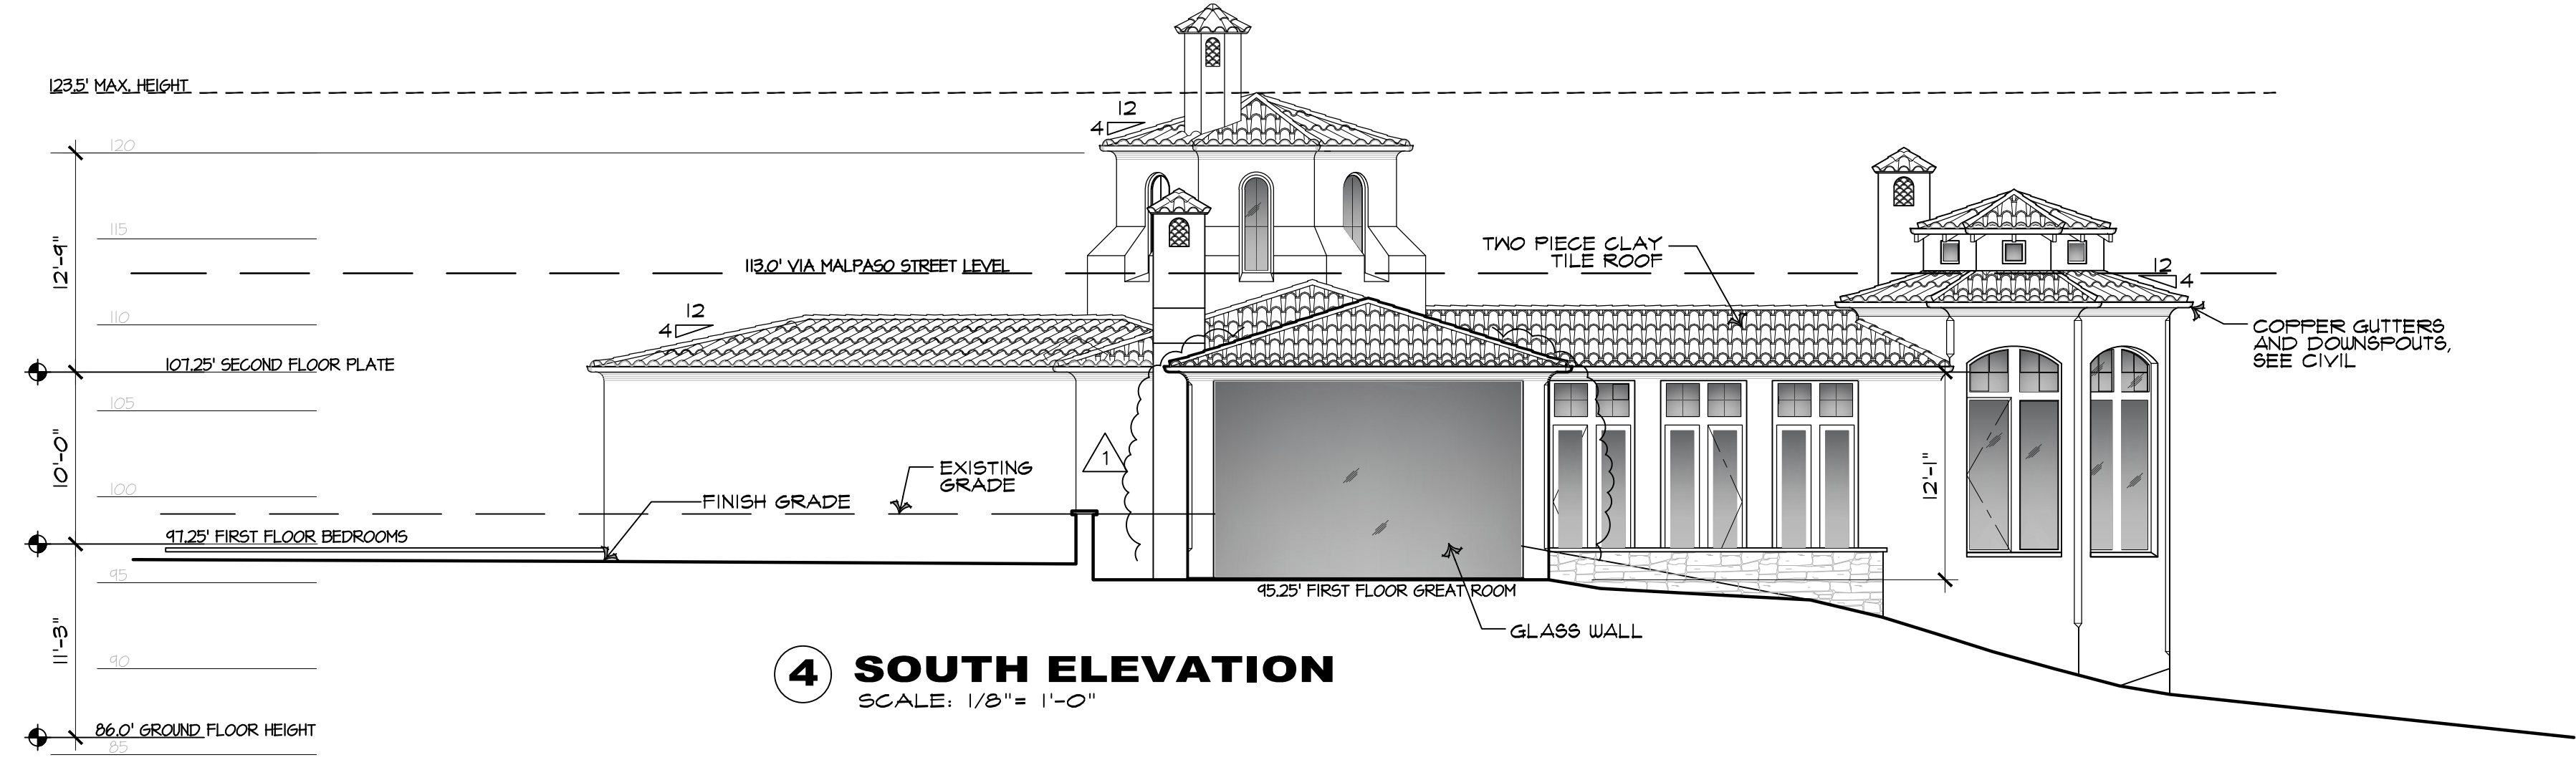 123.5' MAX. HEIGHT
12
4
120
115
12'-9"
113.0' VIA MALPASO STREET LEVEL
TWO PIECE CLAY
TILE ROOF
12
4
12
4
110
COPPER GUTTERS
AND DOWNSPOUTS,
SEE CIVIL
107.25' SECOND FLOOR PLATE
105
10'-0"
1
EXISTING
GRADE
12'-1"
100
FINISH GRADE
97.25' FIRST FLOOR BEDROOMS
95
95.25' FIRST FLOOR GREAT ROOM
11'-3"
GLASS WALL
90
4 SOUTH ELEVATION
SCALE: 1/8"= 1'-0"
86.0' GROUND FLOOR HEIGHT
85